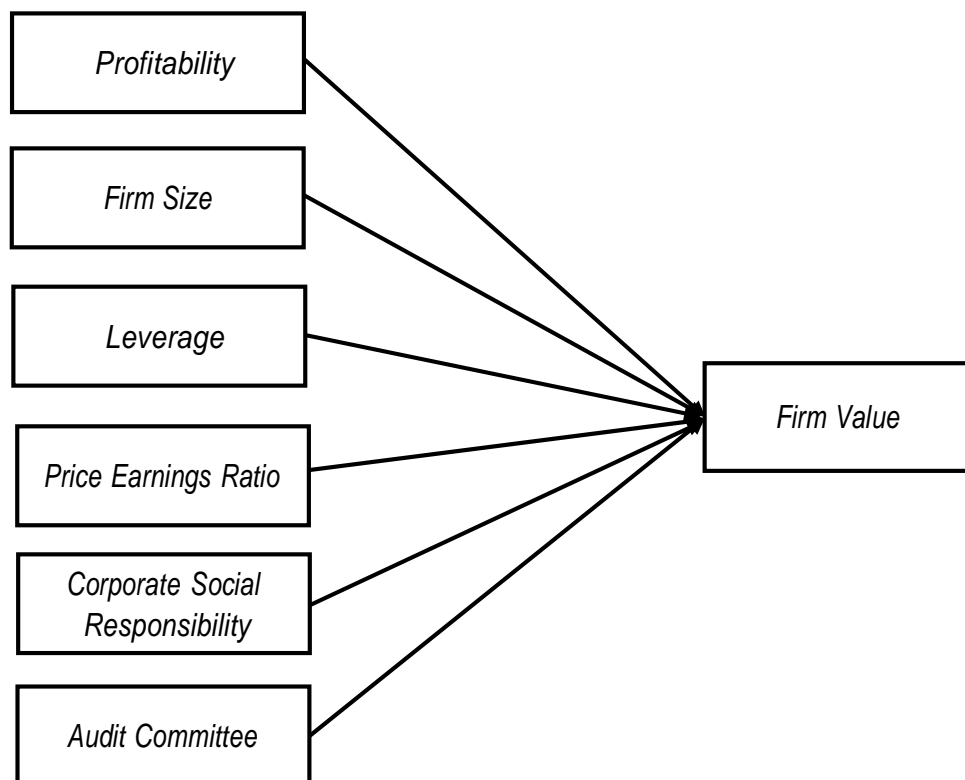 Profitability
Firm Size
Leverage
Firm Value
Price Earnings Ratio
Corporate Social
Responsibility
Audit Committee